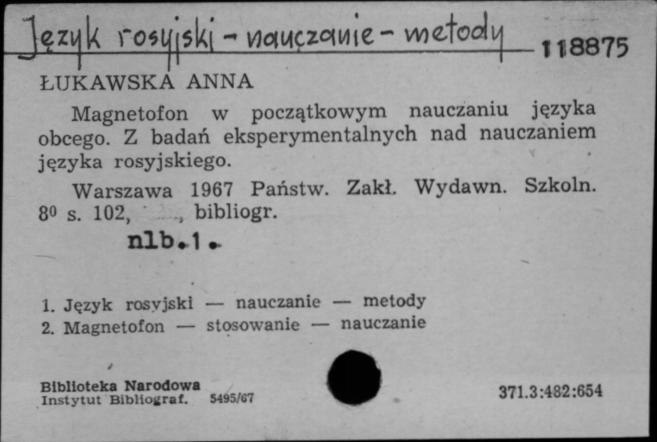 Język rosyjski - nauczanie - metody
118875
ŁUKAWSKA ANNA
Magnetofon w początkowym nauczaniu języka
obcego. Z badań eksperymentalnych nad nauczaniem
języka rosyjskiego.
Warszawa 1967 Państw. Zakł. Wydawn. Szkoln.
8⁰ s. 102, , bibliogr.
nlb.1.
1. Język rosyjski — nauczanie — metody
2. Magnetofon — stosowanie — nauczanie
Biblioteka Narodowa
Instytut Bibliograf. 5495/67
371.3:482:654